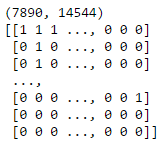 (7890, 14544)
[[1 1 1 ..., 0 0 0]
 [0 1 0 ..., 0 0 0]
 [0 1 0 ..., 0 0 0]
 ...,
 [0 0 0 ..., 0 0 1]
 [0 0 0 ..., 0 0 0]
 [0 0 0 ..., 0 0 0]]